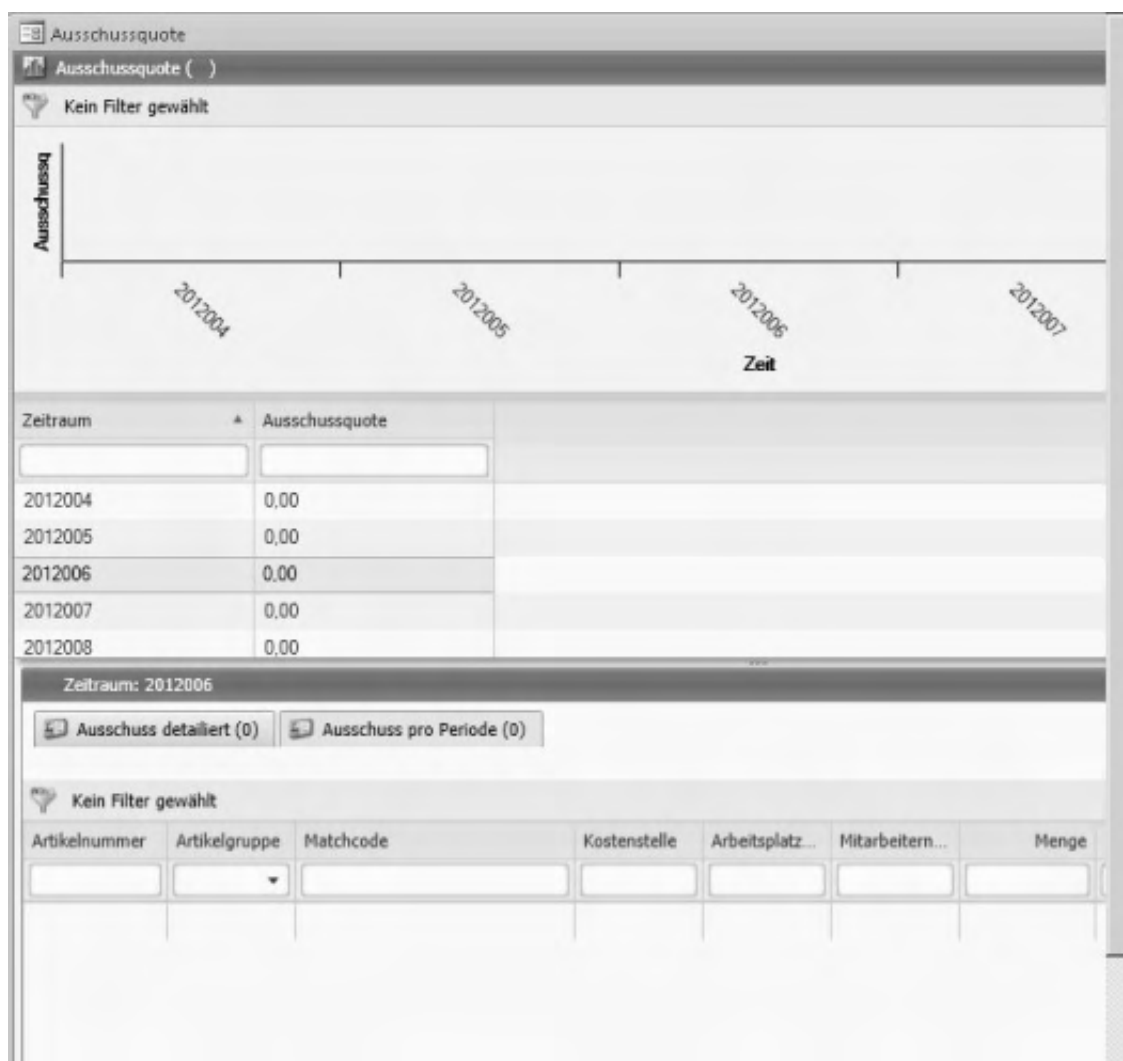 Ausschussquote
Ausschussquote ( )
Kein Filter gewählt
Ausschussq
2012004 2012005 2012006 2012007
Zeit
Zeitraum Ausschussquote
2012004 0,00
2012005 0,00
2012006 0,00
2012007 0,00
2012008 0,00
Zeitraum: 2012006
Ausschuss detailiert (0) Ausschuss pro Periode (0)
Kein Filter gewählt
Artikelnummer Artikelgruppe Matchcode Kostenstelle Arbeitsplatz... Mitarbeitern... Menge